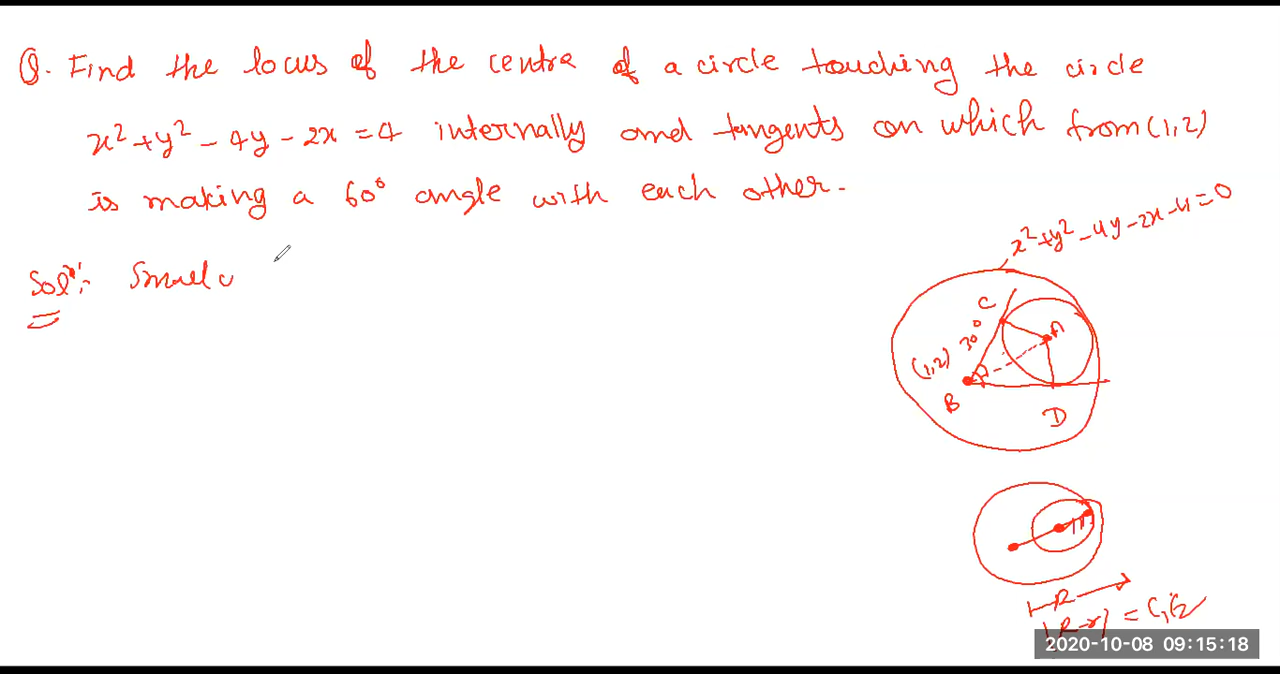 Q. Find the locus of the centre of a circle touching the circle
x² + y² - 4y - 2x = 4 internally and tangents on which from (1,2)
is making a 60° angle with each other.
x² + y² - 4y - 2x - 4 = 0
Solⁿ:-
C
A
30°
(1,2)
B
D
R
|R-r| = C₁C₂
2020-10-08 09:15:18